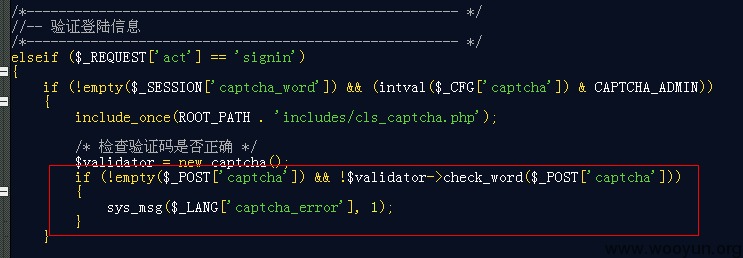 /*------------------------------------------------------ */
//-- 验证登陆信息
/*------------------------------------------------------ */
elseif ($_REQUEST['act'] == 'signin')
{
if (!empty($_SESSION['captcha_word']) && (intval($_CFG['captcha']) & CAPTCHA_ADMIN))
{
include_once(ROOT_PATH . 'includes/cls_captcha.php');
/* 检查验证码是否正确 */
$validator = new captcha();
if (!empty($_POST['captcha']) && !$validator->check_word($_POST['captcha']))
{
sys_msg($_LANG['captcha_error'], 1);
}
}
www.wooyun.org